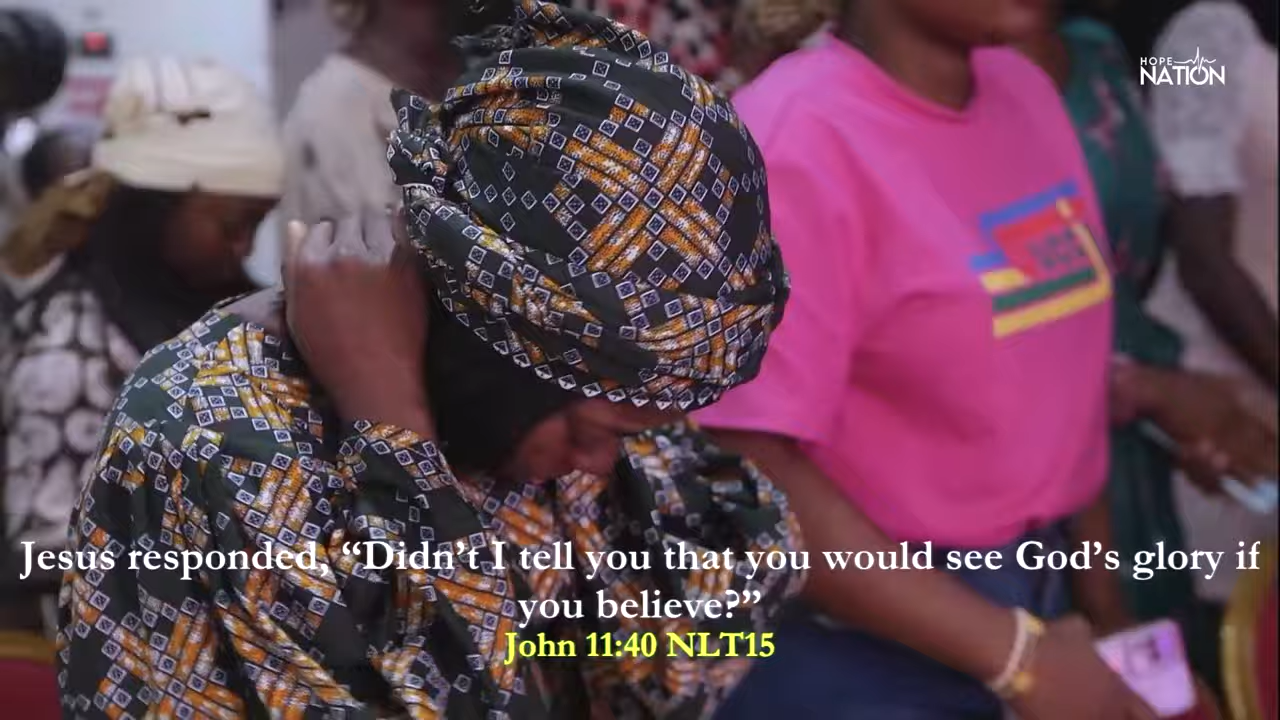 HOPE
NATION
Jesus responded, “Didn’t I tell you that you would see God’s glory if
you believe?”
John 11:40 NLT15